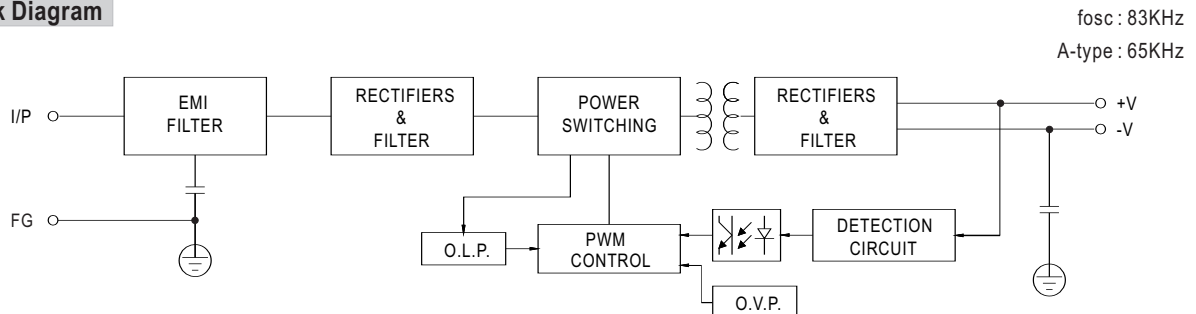 Diagram
fosc : 83KHz
A-type : 65KHz
I/P
EMI
FILTER
RECTIFIERS
&
FILTER
POWER
SWITCHING
RECTIFIERS
&
FILTER
+V
-V
FG
O.L.P.
PWM
CONTROL
DETECTION
CIRCUIT
O.V.P.